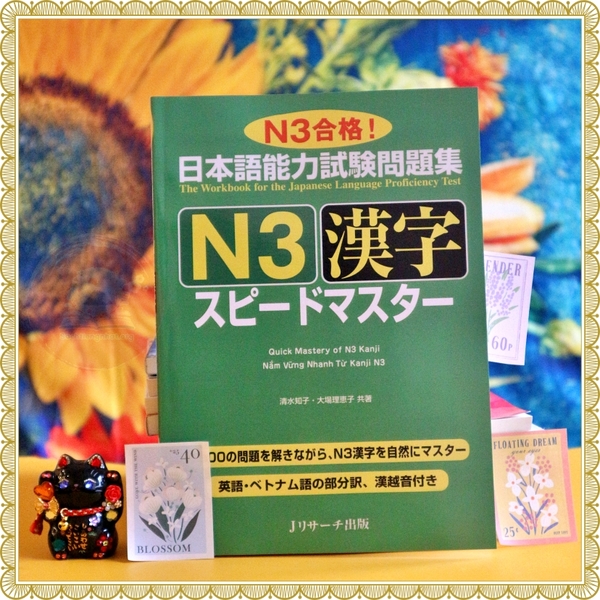 N3合格!
日本語能力試験問題集
The Workbook for the Japanese Language Proficiency Test
N3 漢字
スピードマスター
Quick Mastery of N3 Kanji
Nắm Vững Nhanh Từ Kanji N3
清水知子・大場理恵子 共著
00の問題を解きながら、N3漢字を自然にマスター
英語・ベトナム語の部分訳、漢越音付き
Jリサーチ出版
ENDER
60p
40
BLOSSOM
FLOATING DREAM
25¢